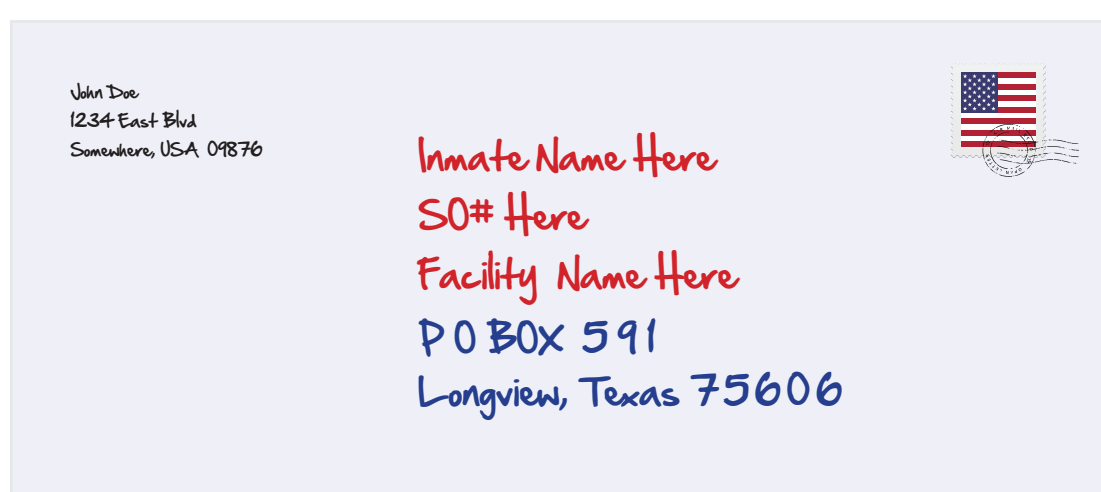 John Doe
1234 East Blvd
Somewhere, USA 09876
Inmate Name Here
SO# Here
Facility Name Here
P O BOX 591
Longview, Texas 75606